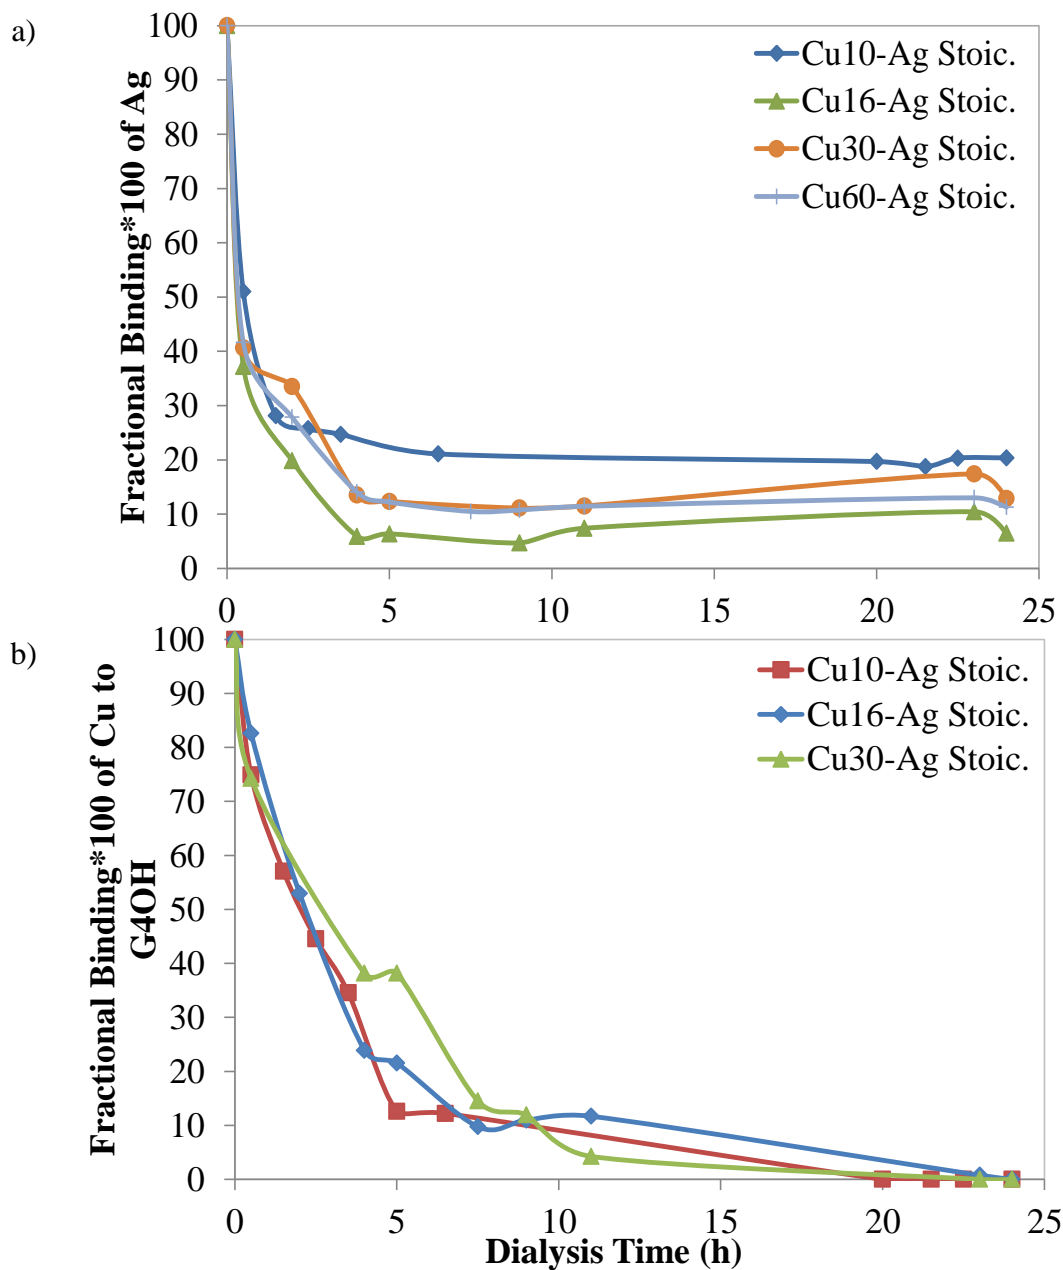 a)
Fractional Binding*100 of Ag
100
90
80
70
60
50
40
30
20
10
0
Cu10-Ag Stoic.
Cu16-Ag Stoic.
Cu30-Ag Stoic.
Cu60-Ag Stoic.
0 5 10 15 20 25
b)
Fractional Binding*100 of Cu to
G4OH
100
90
80
70
60
50
40
30
20
10
0
Cu10-Ag Stoic.
Cu16-Ag Stoic.
Cu30-Ag Stoic.
0 5 10 15 20 25
Dialysis Time (h)